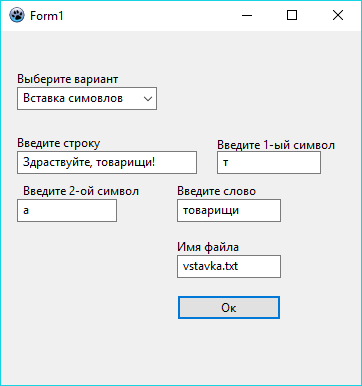 Form1
Выберите вариант
Вставка симовлов
Введите строку
Введите 1-ый символ
Здраствуйте, товарищи!
т
Введите 2-ой символ
Введите слово
а
товарищи
Имя файла
vstavka.txt
Ок